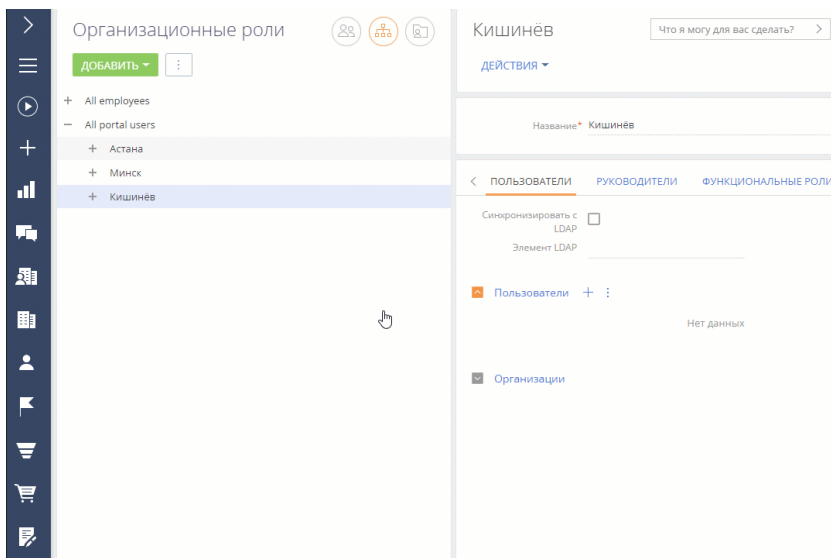 Организационные роли
ДОБАВИТЬ
All employees
All portal users
Астана
Минск
Кишинёв
Кишинёв
Что я могу для вас сделать?
ДЕЙСТВИЯ
Название* Кишинёв
ПОЛЬЗОВАТЕЛИ РУКОВОДИТЕЛИ ФУНКЦИОНАЛЬНЫЕ РОЛИ
Синхронизировать с
LDAP
Элемент LDAP
Пользователи
Нет данных
Организации